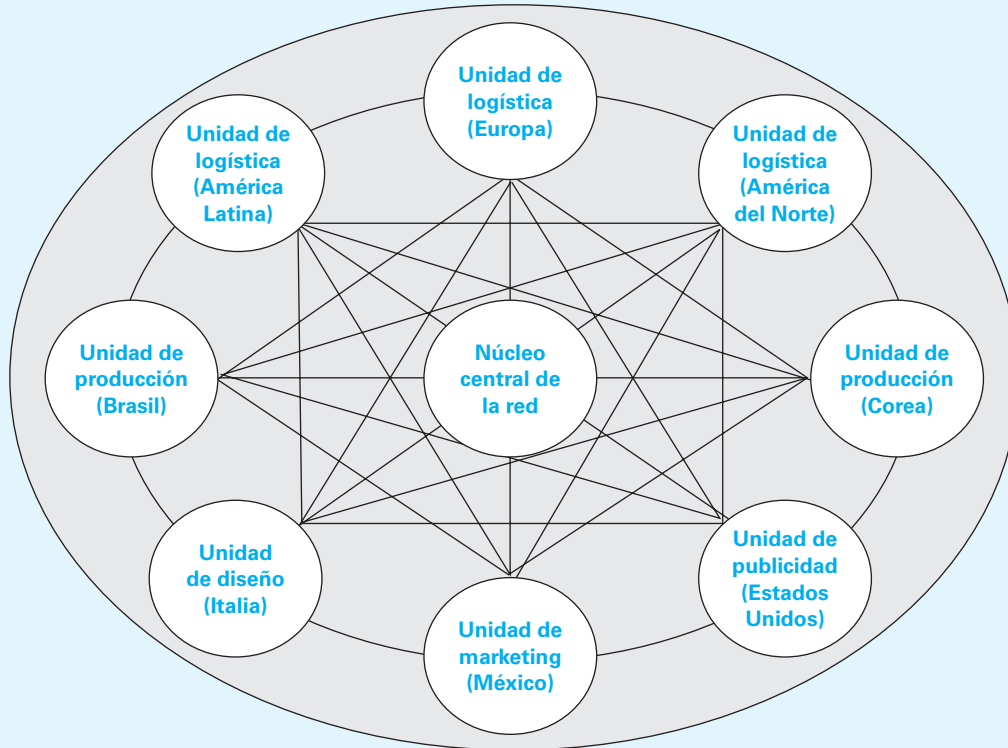 Unidad de
logística
(Europa)
Unidad de
logística
(América
Latina)
Unidad de
logística
(América
del Norte)
Unidad de
producción
(Brasil)
Núcleo
central de
la red
Unidad de
producción
(Corea)
Unidad
de diseño
(Italia)
Unidad de
publicidad
(Estados
Unidos)
Unidad de
marketing
(México)